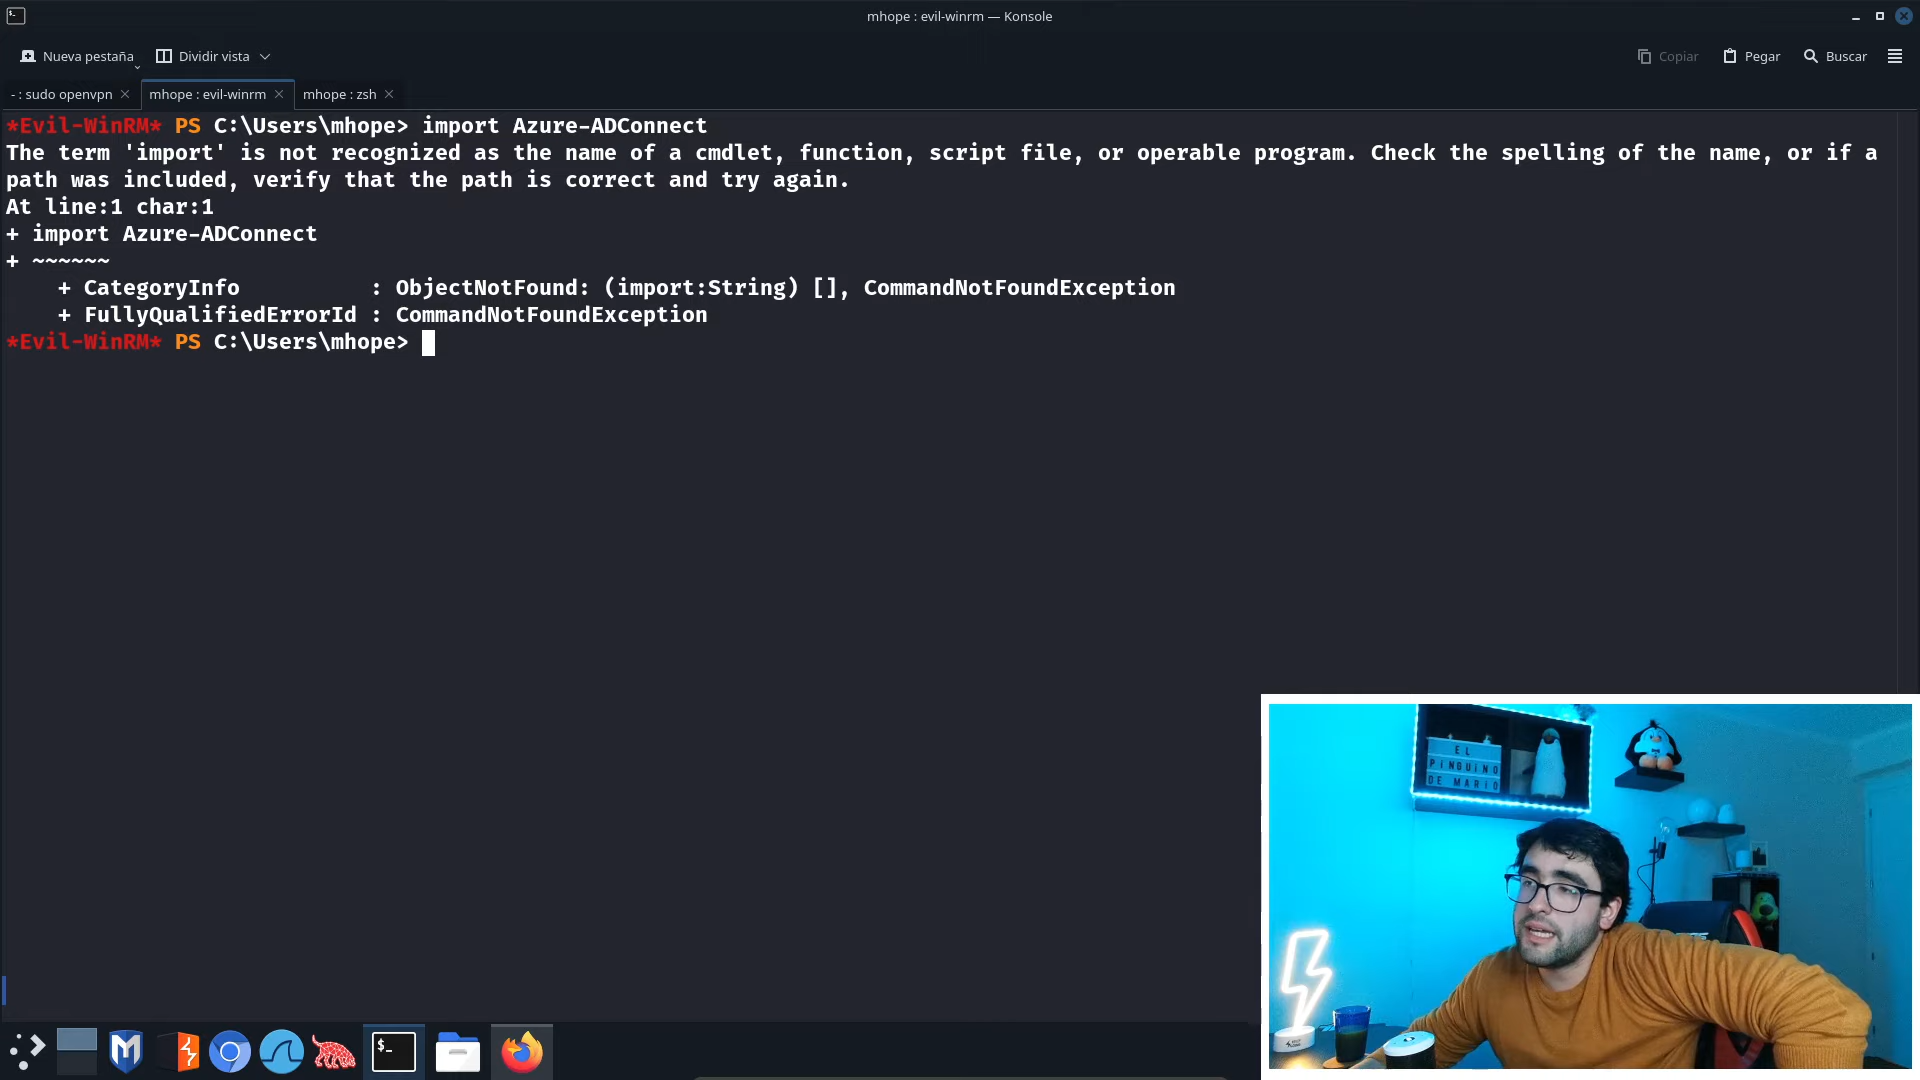 mhope : evil-winrm — Konsole
Nueva pestaña
Dividir vista
Copiar
Pegar
Buscar
- : sudo openvpn
mhope : evil-winrm
mhope : zsh
*Evil-WinRM* PS C:\Users\mhope> import Azure-ADConnect
The term 'import' is not recognized as the name of a cmdlet, function, script file, or operable program. Check the spelling of the name, or if a
path was included, verify that the path is correct and try again.
At line:1 char:1
+ import Azure-ADConnect
+ ~~~~~~
+ CategoryInfo : ObjectNotFound: (import:String) [], CommandNotFoundException
+ FullyQualifiedErrorId : CommandNotFoundException
*Evil-WinRM* PS C:\Users\mhope>
EL
PINGUINO
DE MARIO
$_